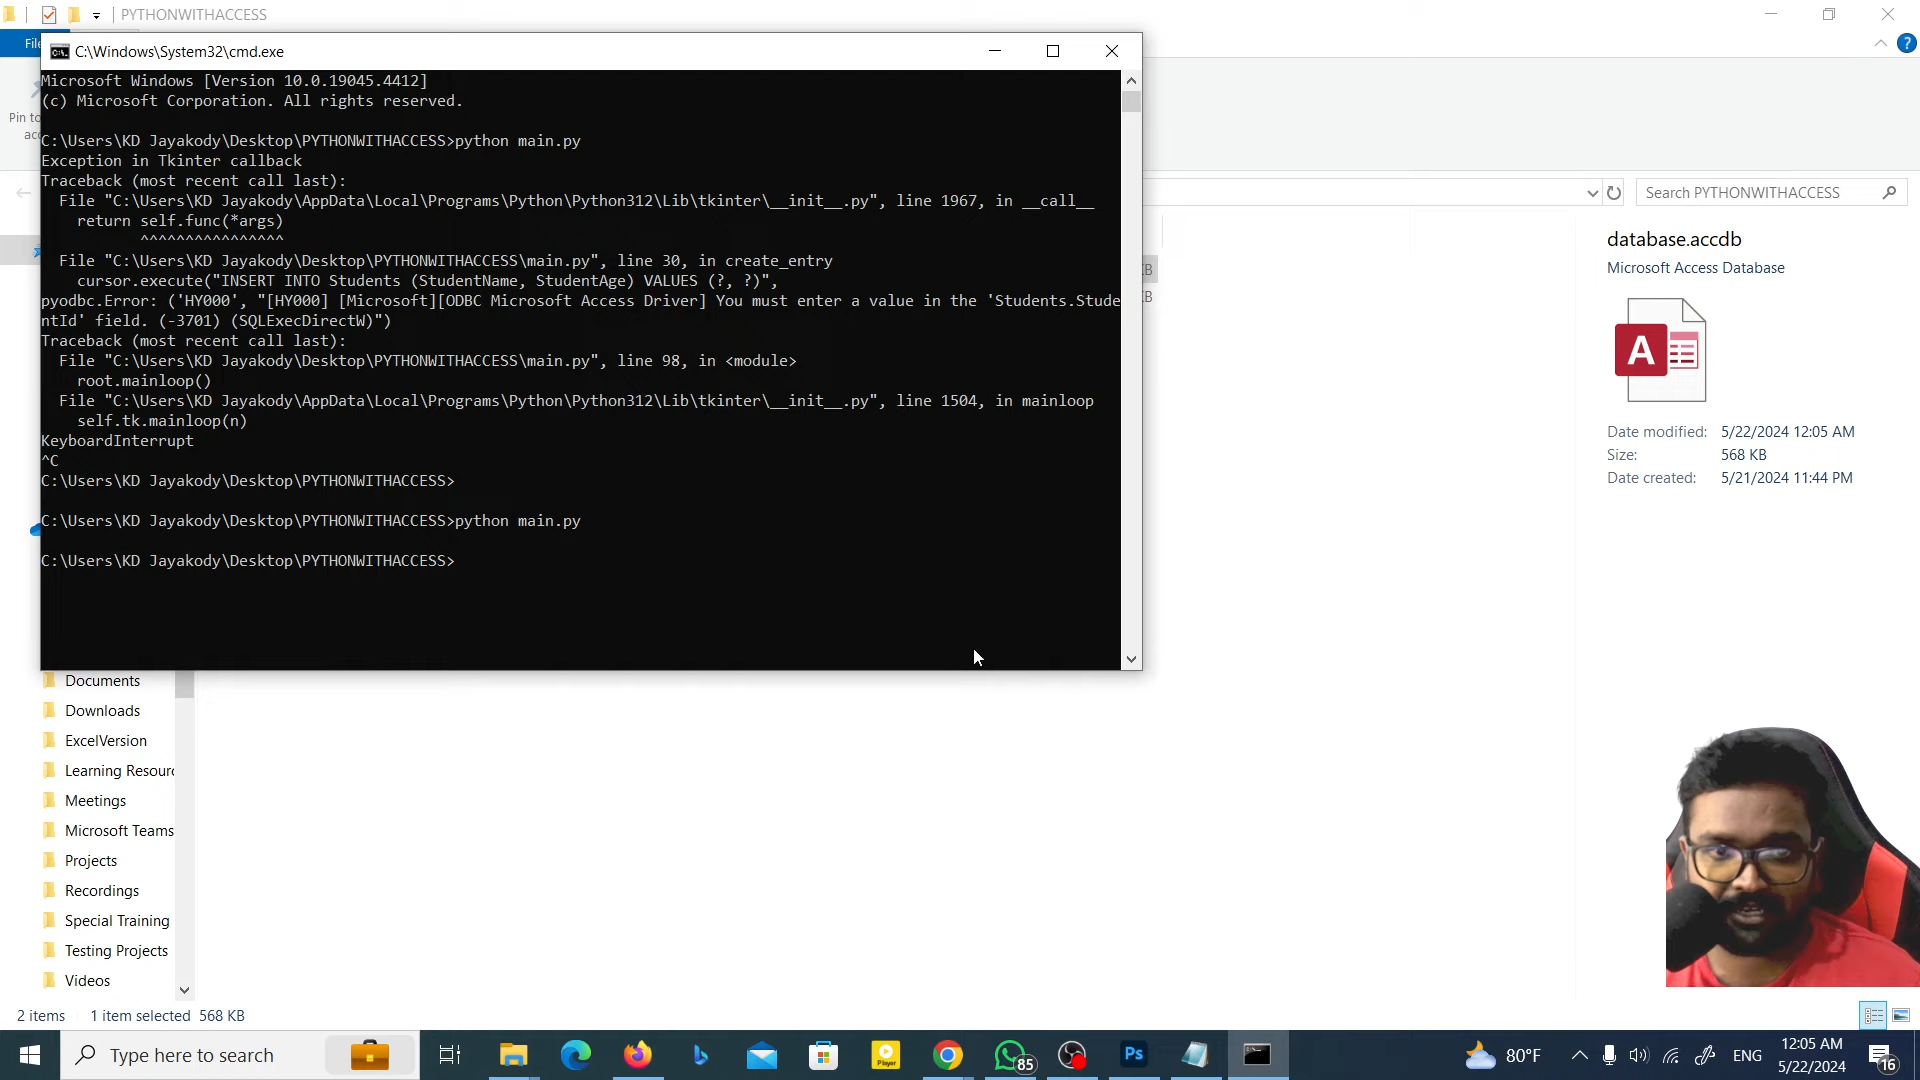 PYTHONWITHACCESS
File
C:\Windows\System32\cmd.exe
Microsoft Windows [Version 10.0.19045.4412]
(c) Microsoft Corporation. All rights reserved.
C:\Users\KD Jayakody\Desktop\PYTHONWITHACCESS>python main.py
Exception in Tkinter callback
Traceback (most recent call last):
File "C:\Users\KD Jayakody\AppData\Local\Programs\Python\Python312\Lib\tkinter\__init__.py", line 1967, in __call__
return self.func(*args)
^^^^^^^^^^^^^^^^
File "C:\Users\KD Jayakody\Desktop\PYTHONWITHACCESS\main.py", line 30, in create_entry
cursor.execute("INSERT INTO Students (StudentName, StudentAge) VALUES (?, ?)",
pyodbc.Error: ('HY000', "[HY000] [Microsoft][ODBC Microsoft Access Driver] You must enter a value in the 'Students.Stude
ntId' field. (-3701) (SQLExecDirectW)")
Traceback (most recent call last):
File "C:\Users\KD Jayakody\Desktop\PYTHONWITHACCESS\main.py", line 98, in <module>
root.mainloop()
File "C:\Users\KD Jayakody\AppData\Local\Programs\Python\Python312\Lib\tkinter\__init__.py", line 1504, in mainloop
self.tk.mainloop(n)
KeyboardInterrupt
^C
C:\Users\KD Jayakody\Desktop\PYTHONWITHACCESS>
C:\Users\KD Jayakody\Desktop\PYTHONWITHACCESS>python main.py
C:\Users\KD Jayakody\Desktop\PYTHONWITHACCESS>
Pin to
acc
Search PYTHONWITHACCESS
KB
KB
database.accdb
Microsoft Access Database
A
Date modified: 5/22/2024 12:05 AM
Size: 568 KB
Date created: 5/21/2024 11:44 PM
Documents
Downloads
ExcelVersion
Learning Resour
Meetings
Microsoft Teams
Projects
Recordings
Special Training
Testing Projects
Videos
2 items 1 item selected 568 KB
Type here to search
Player
85
Ps
80°F
ENG
12:05 AM
5/22/2024
16